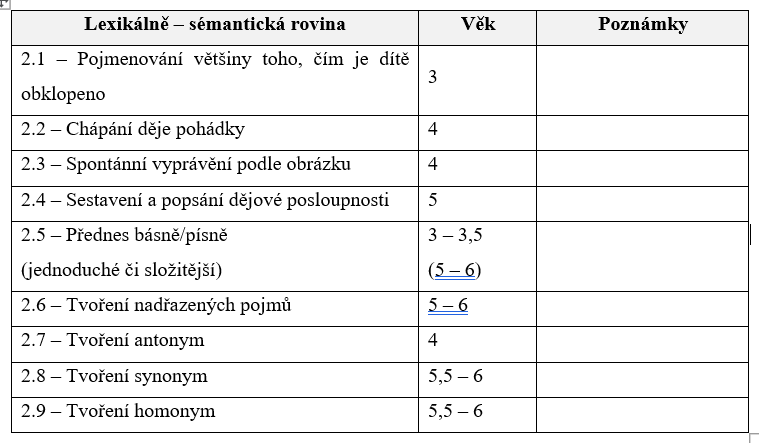 Lexikálně – sémantická rovina Věk Poznámky
2.1 – Pojmenování většiny toho, čím je dítě
obklopeno 3
2.2 – Chápání děje pohádky 4
2.3 – Spontánní vyprávění podle obrázku 4
2.4 – Sestavení a popsání dějové posloupnosti 5
2.5 – Přednes básně/písně 3 – 3,5
(jednoduché či složitější) (5 – 6)
2.6 – Tvoření nadřazených pojmů 5 – 6
2.7 – Tvoření antonym 4
2.8 – Tvoření synonym 5,5 – 6
2.9 – Tvoření homonym 5,5 – 6